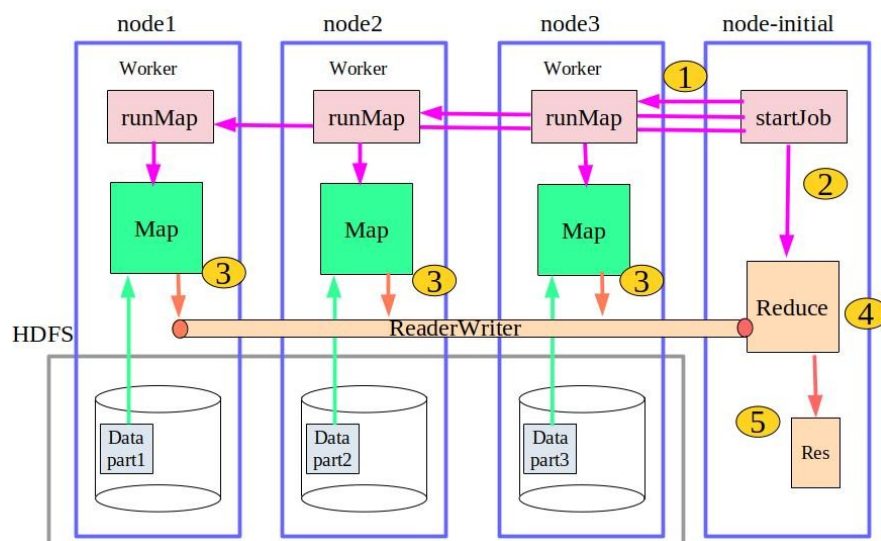 node1
node2
node3
node-initial
Worker
Worker
Worker
1
runMap
runMap
runMap
startJob
2
Map
Map
Map
3
3
3
Reduce
4
ReaderWriter
HDFS
5
Data
part1
Data
part2
Data
part3
Res